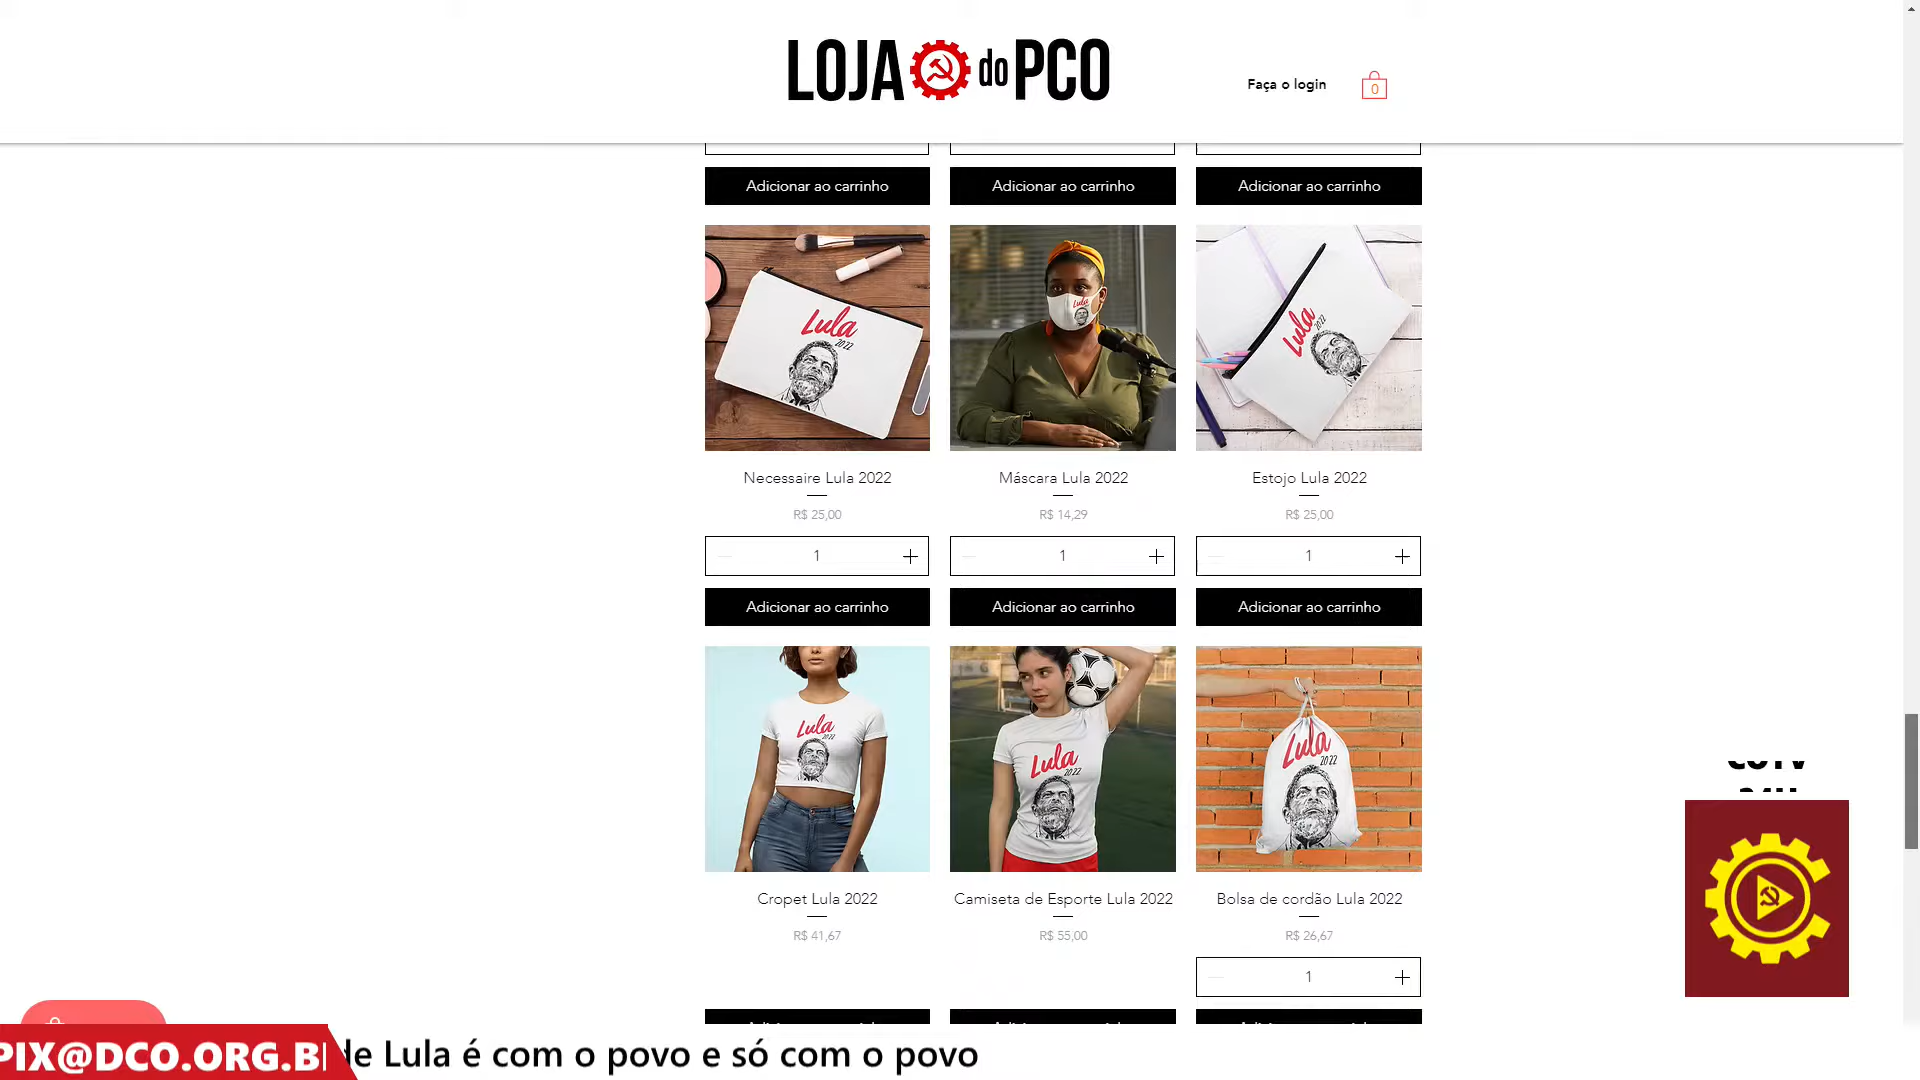 LOJA do PCO
Faça o login
0
Adicionar ao carrinho
Adicionar ao carrinho
Adicionar ao carrinho
Lula
2022
Lula
Lula
2022
Necessaire Lula 2022
Máscara Lula 2022
Estojo Lula 2022
R$ 25,00
R$ 14,29
R$ 25,00
1
1
1
Adicionar ao carrinho
Adicionar ao carrinho
Adicionar ao carrinho
Lula
2022
Lula
2022
Lula
2022
Cropet Lula 2022
Camiseta de Esporte Lula 2022
Bolsa de cordão Lula 2022
R$ 41,67
R$ 55,00
R$ 26,67
1
PIX@DCO.ORG.B
de Lula é com o povo e só com o povo